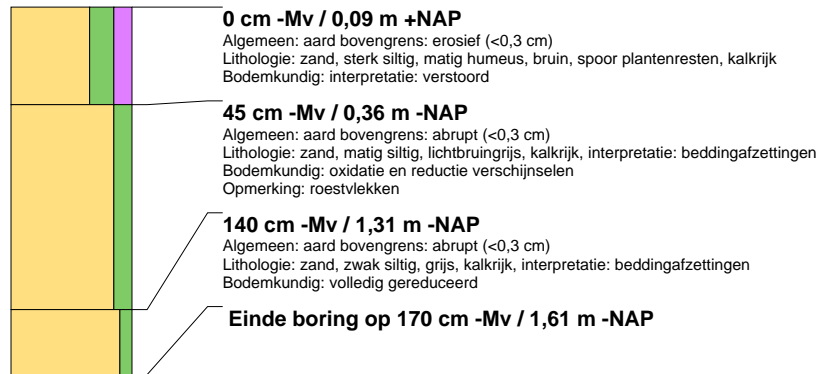 0 cm -Mv / 0,09 m +NAP
Algemeen: aard bovengrens: erosief (<0,3 cm)
Lithologie: zand, sterk siltig, matig humeus, bruin, spoor plantenresten, kalkrijk
Bodemkundig: interpretatie: verstoord
45 cm -Mv / 0,36 m -NAP
Algemeen: aard bovengrens: abrupt (<0,3 cm)
Lithologie: zand, matig siltig, lichtbruingrijs, kalkrijk, interpretatie: beddingafzettingen
Bodemkundig: oxidatie en reductie verschijnselen
Opmerking: roestvlekken
140 cm -Mv / 1,31 m -NAP
Algemeen: aard bovengrens: abrupt (<0,3 cm)
Lithologie: zand, zwak siltig, grijs, kalkrijk, interpretatie: beddingafzettingen
Bodemkundig: volledig gereduceerd
Einde boring op 170 cm -Mv / 1,61 m -NAP